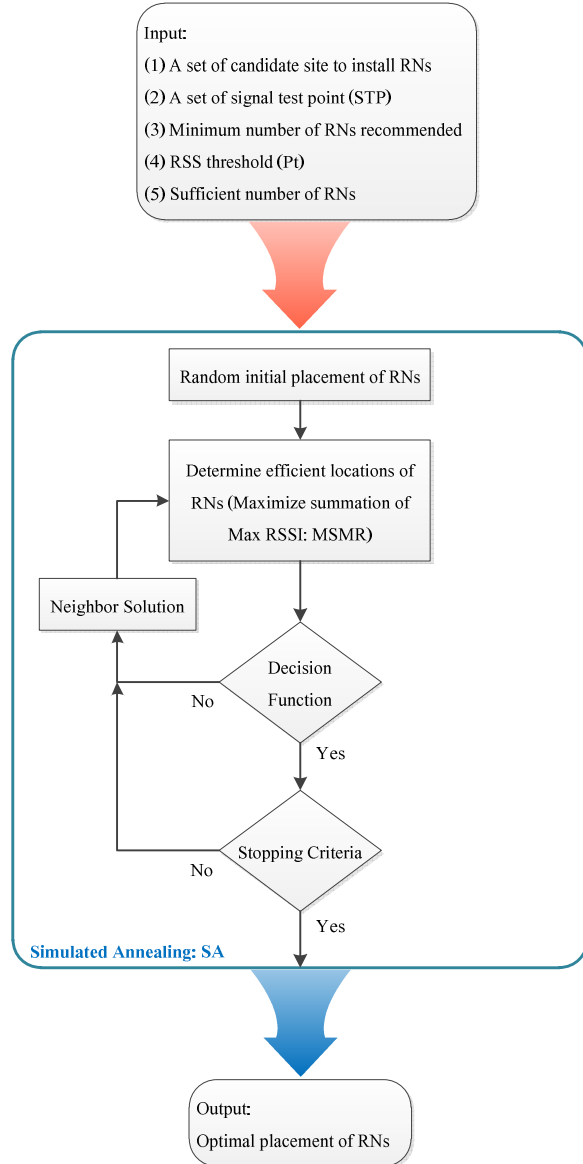 Input:
(1) A set of candidate site to install RNs
(2) A set of signal test point (STP)
(3) Minimum number of RNs recommended
(4) RSS threshold (Pt)
(5) Sufficient number of RNs
Random initial placement of RNs
Determine efficient locations of
RNs (Maximize summation of
Max RSSI: MSMR)
Neighbor Solution
Decision
Function
No
Yes
Stopping Criteria
No
Yes
Simulated Annealing: SA
Output:
Optimal placement of RNs